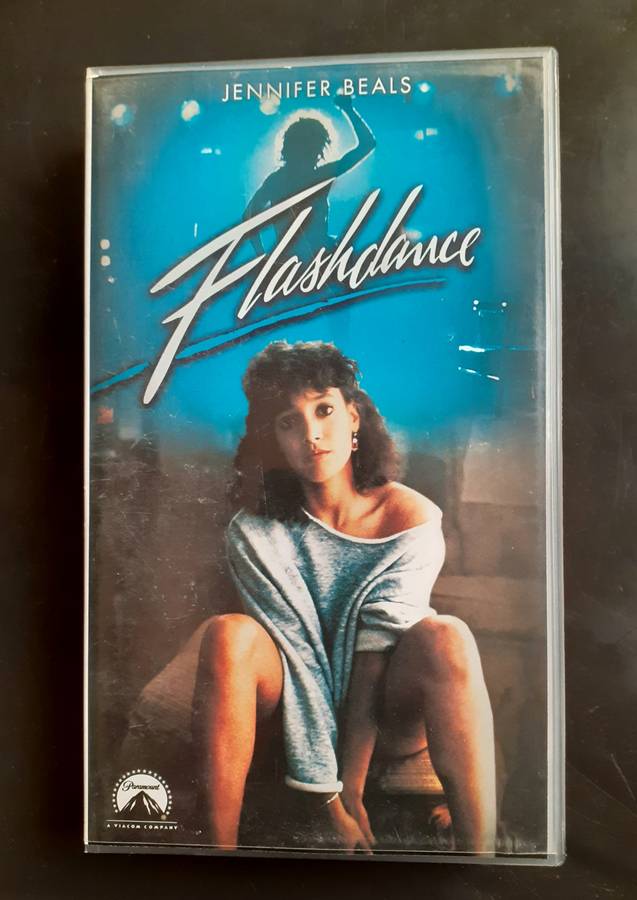 JENNIFER BEALS
Flashdance
Paramount
A VIACOM COMPANY